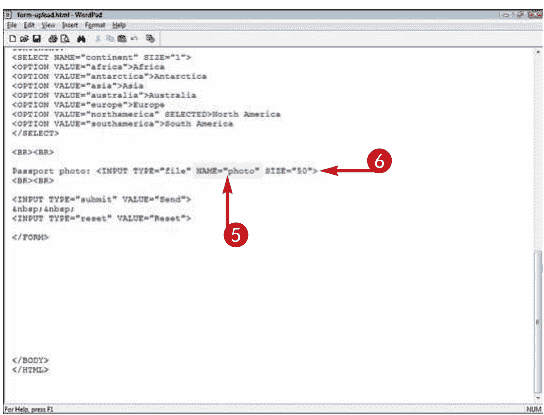 form-upload.html - WordPad
File Edit View Insert Format Help
<SELECT NAME="continent" SIZE="1">
<OPTION VALUE="africa">Africa
<OPTION VALUE="antarctica">Antarctica
<OPTION VALUE="asia">Asia
<OPTION VALUE="australia">Australia
<OPTION VALUE="europe">Europe
<OPTION VALUE="northamerica" SELECTED>North America
<OPTION VALUE="southamerica">South America
</SELECT>
<BR><BR>
Passport photo: <INPUT TYPE="file" NAME="photo" SIZE="50">
6
<BR><BR>
<INPUT TYPE="submit" VALUE="Send">
&nbsp;&nbsp;
<INPUT TYPE="reset" VALUE="Reset">
5
</FORM>
</BODY>
</HTML>
For Help, press F1
NUM